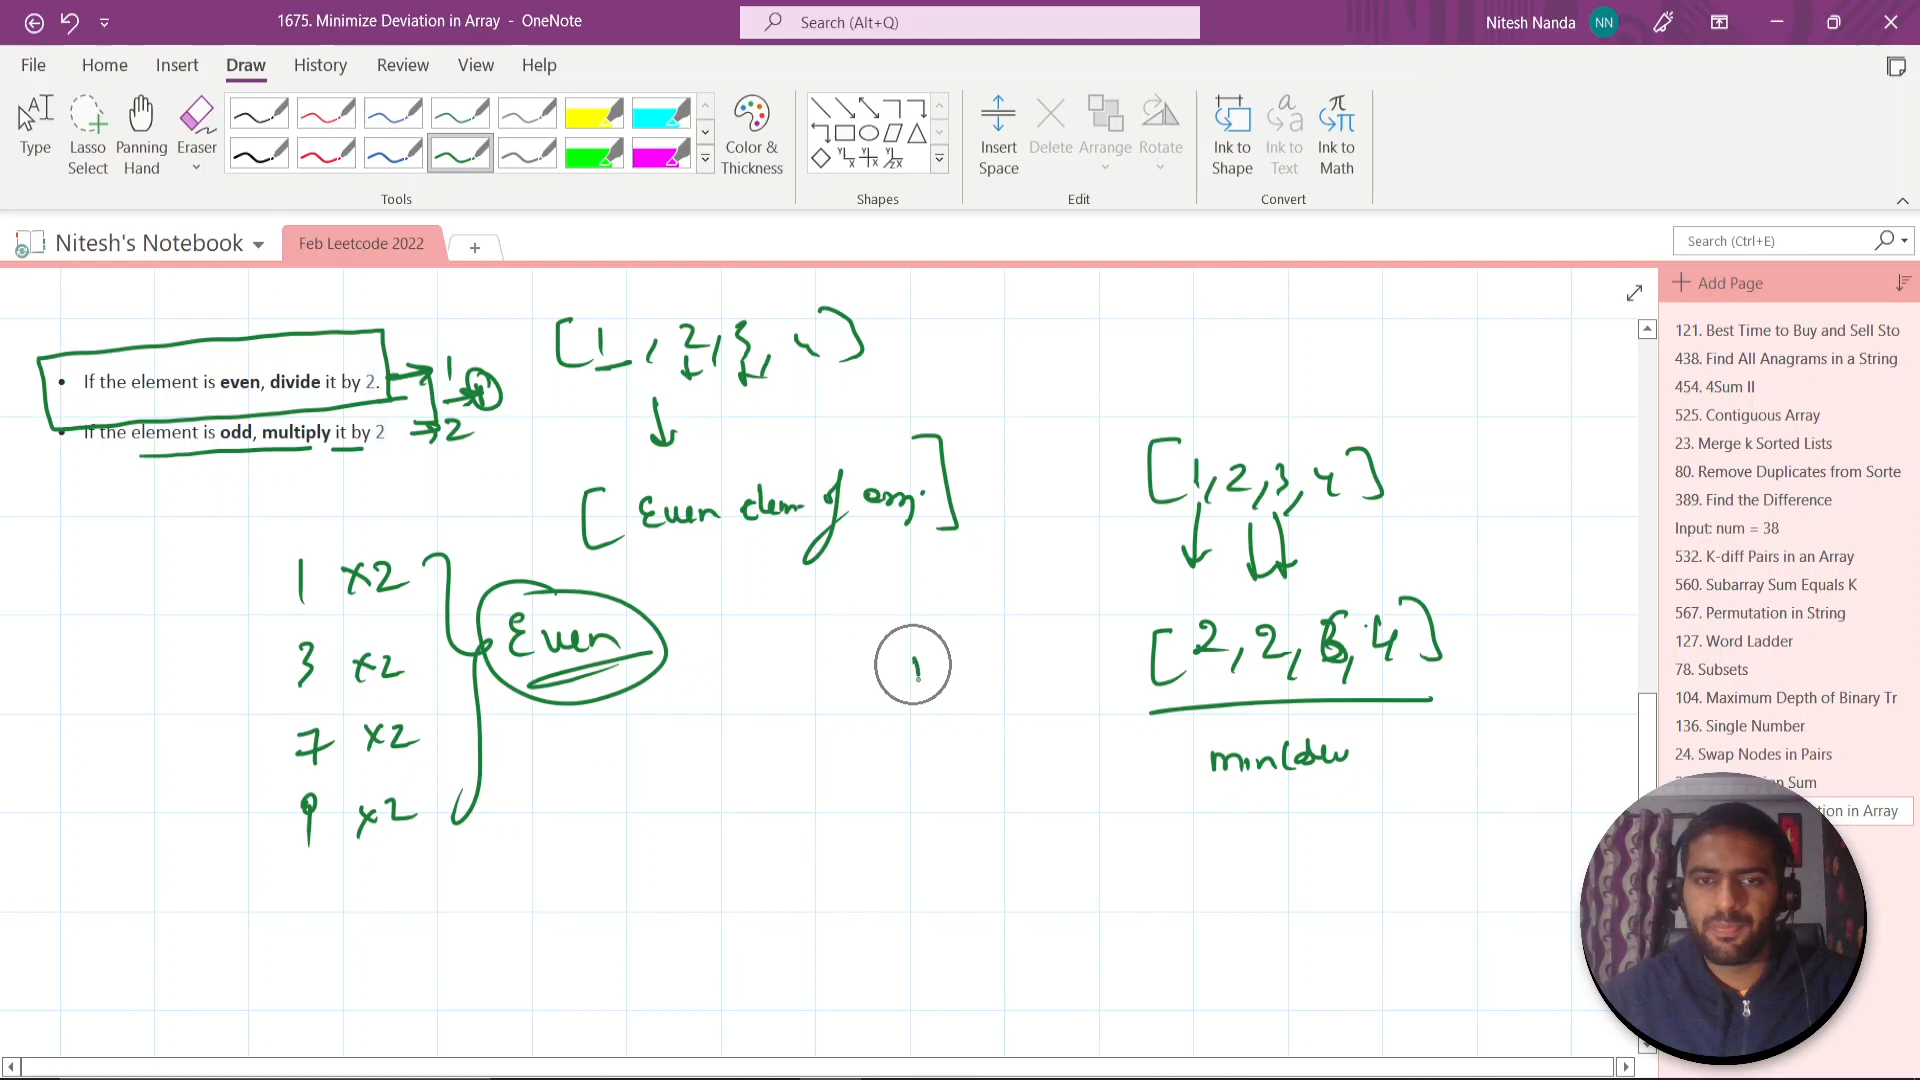 1675. Minimize Deviation in Array - OneNote
Search (Alt+Q)
Nitesh Nanda
NN
File Home Insert Draw History Review View Help
Type
Lasso Select
Panning Hand
Eraser
Color & Thickness
Insert Space
Delete
Arrange
Rotate
Ink to Shape
Ink to Text
Ink to Math
Tools Shapes Edit Convert
Nitesh's Notebook
Feb Leetcode 2022
Search (Ctrl+E)
Add Page
• If the element is even, divide it by 2.
• If the element is odd, multiply it by 2
1
2
[1, 2, 3, 4]
[Even elem of arr.]
1 x2
3 x2
7 x2
9 x2
Even
[1, 2, 3, 4]
[2, 2, 6, 4]
min(dev
121. Best Time to Buy and Sell Sto
438. Find All Anagrams in a String
454. 4Sum II
525. Contiguous Array
23. Merge k Sorted Lists
80. Remove Duplicates from Sorte
389. Find the Difference
Input: num = 38
532. K-diff Pairs in an Array
560. Subarray Sum Equals K
567. Permutation in String
127. Word Ladder
78. Subsets
104. Maximum Depth of Binary Tr
136. Single Number
24. Swap Nodes in Pairs
Sum
tion in Array